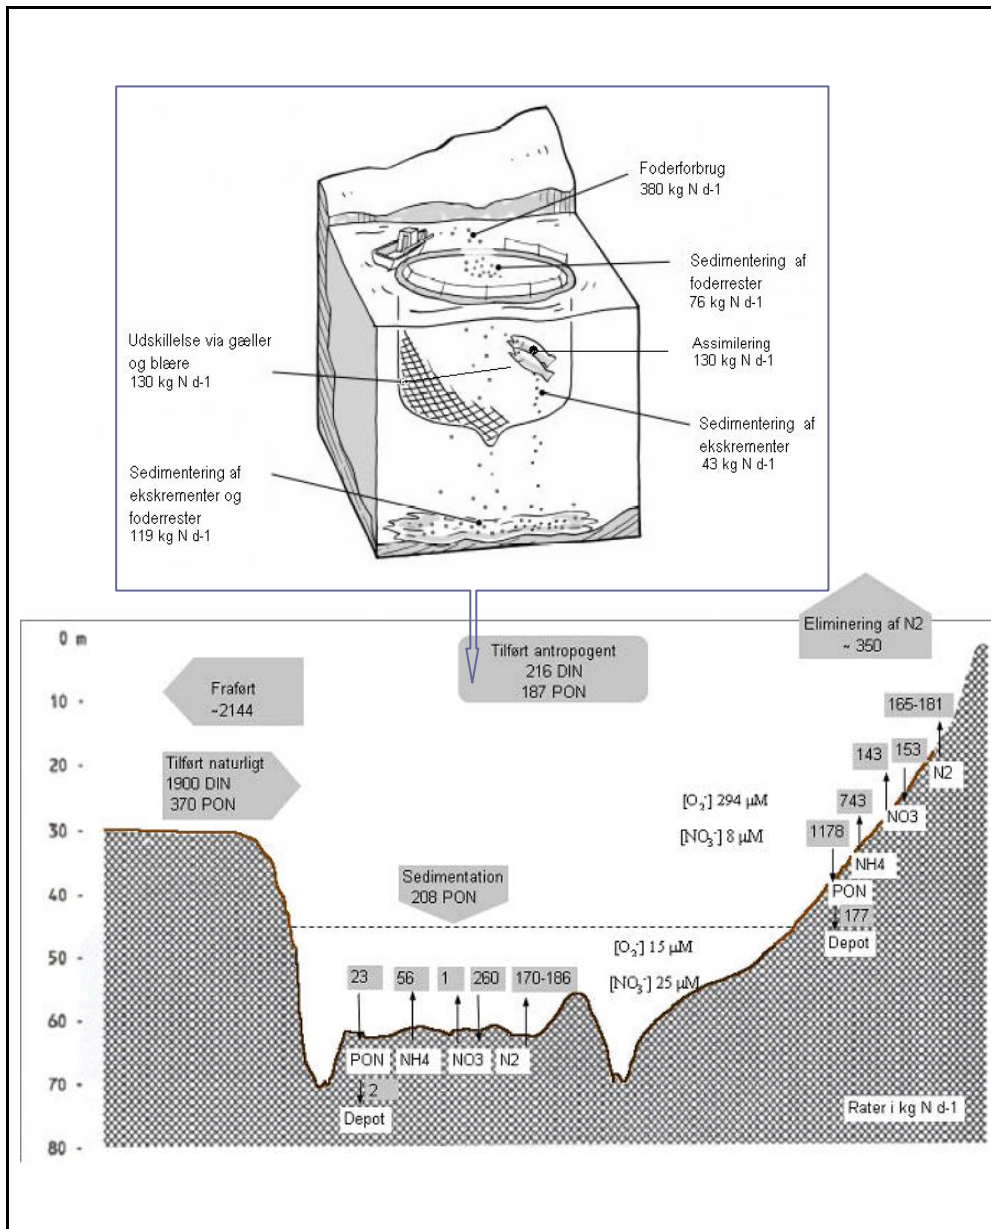 Foderforbrug
380 kg N d-1
Sedimentering af
foderrester
76 kg N d-1
Udskillelse via gæller
og blære
130 kg N d-1
Assimilering
130 kg N d-1
Sedimentering af
ekskrementer
43 kg N d-1
Sedimentering af
ekskrementer og
foderrester
119 kg N d-1
Eliminering af N2
~ 350
0 m
Tilført antropogent
216 DIN
187 PON
Fraført
~2144
10 -
165-181
Tilført naturligt
1900 DIN
370 PON
20 -
143
153
N2
[O2-] 294 µM
743
NO3
30 -
[NO3-] 8 µM
1178
NH4
Sedimentation
208 PON
40 -
PON
177
Depot
50 -
[O2-] 15 µM
23
56
1
260
170-186
[NO3-] 25 µM
60 -
PON
NH4
NO3
N2
70 -
2
Depot
Rater i kg N d-1
80 -